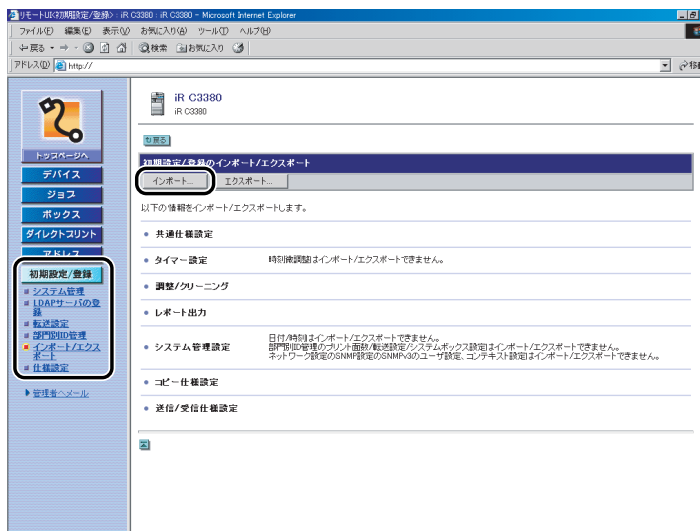 リモートUI<初期設定/登録> : iR C3380 : iR C3380 - Microsoft Internet Explorer
ファイル(F) 編集(E) 表示(V) お気に入り(A) ツール(T) ヘルプ(H)
戻る 検索 お気に入り
アドレス(D) http:// 移動
iR C3380
iR C3380
戻る
トップページへ
デバイス
ジョブ
ボックス
ダイレクトプリント
アドレス
初期設定/登録
システム管理
LDAPサーバの登
録
転送設定
部門別ID管理
インポート/エクス
ポート
仕様設定
管理者へメール
初期設定/登録のインポート/エクスポート
インポート... エクスポート...
以下の情報をインポート/エクスポートします。
共通仕様設定
タイマー設定 時刻微調整はインポート/エクスポートできません。
調整/クリーニング
レポート出力
システム管理設定 日付/時刻はインポート/エクスポートできません。
部門別ID管理のプリント面数/転送設定/システムボックス設定はインポート/エクスポートできません。
ネットワーク設定のSNMP設定のSNMPv3のユーザ設定、コンテキスト設定はインポート/エクスポートできません。
コピー仕様設定
送信/受信仕様設定